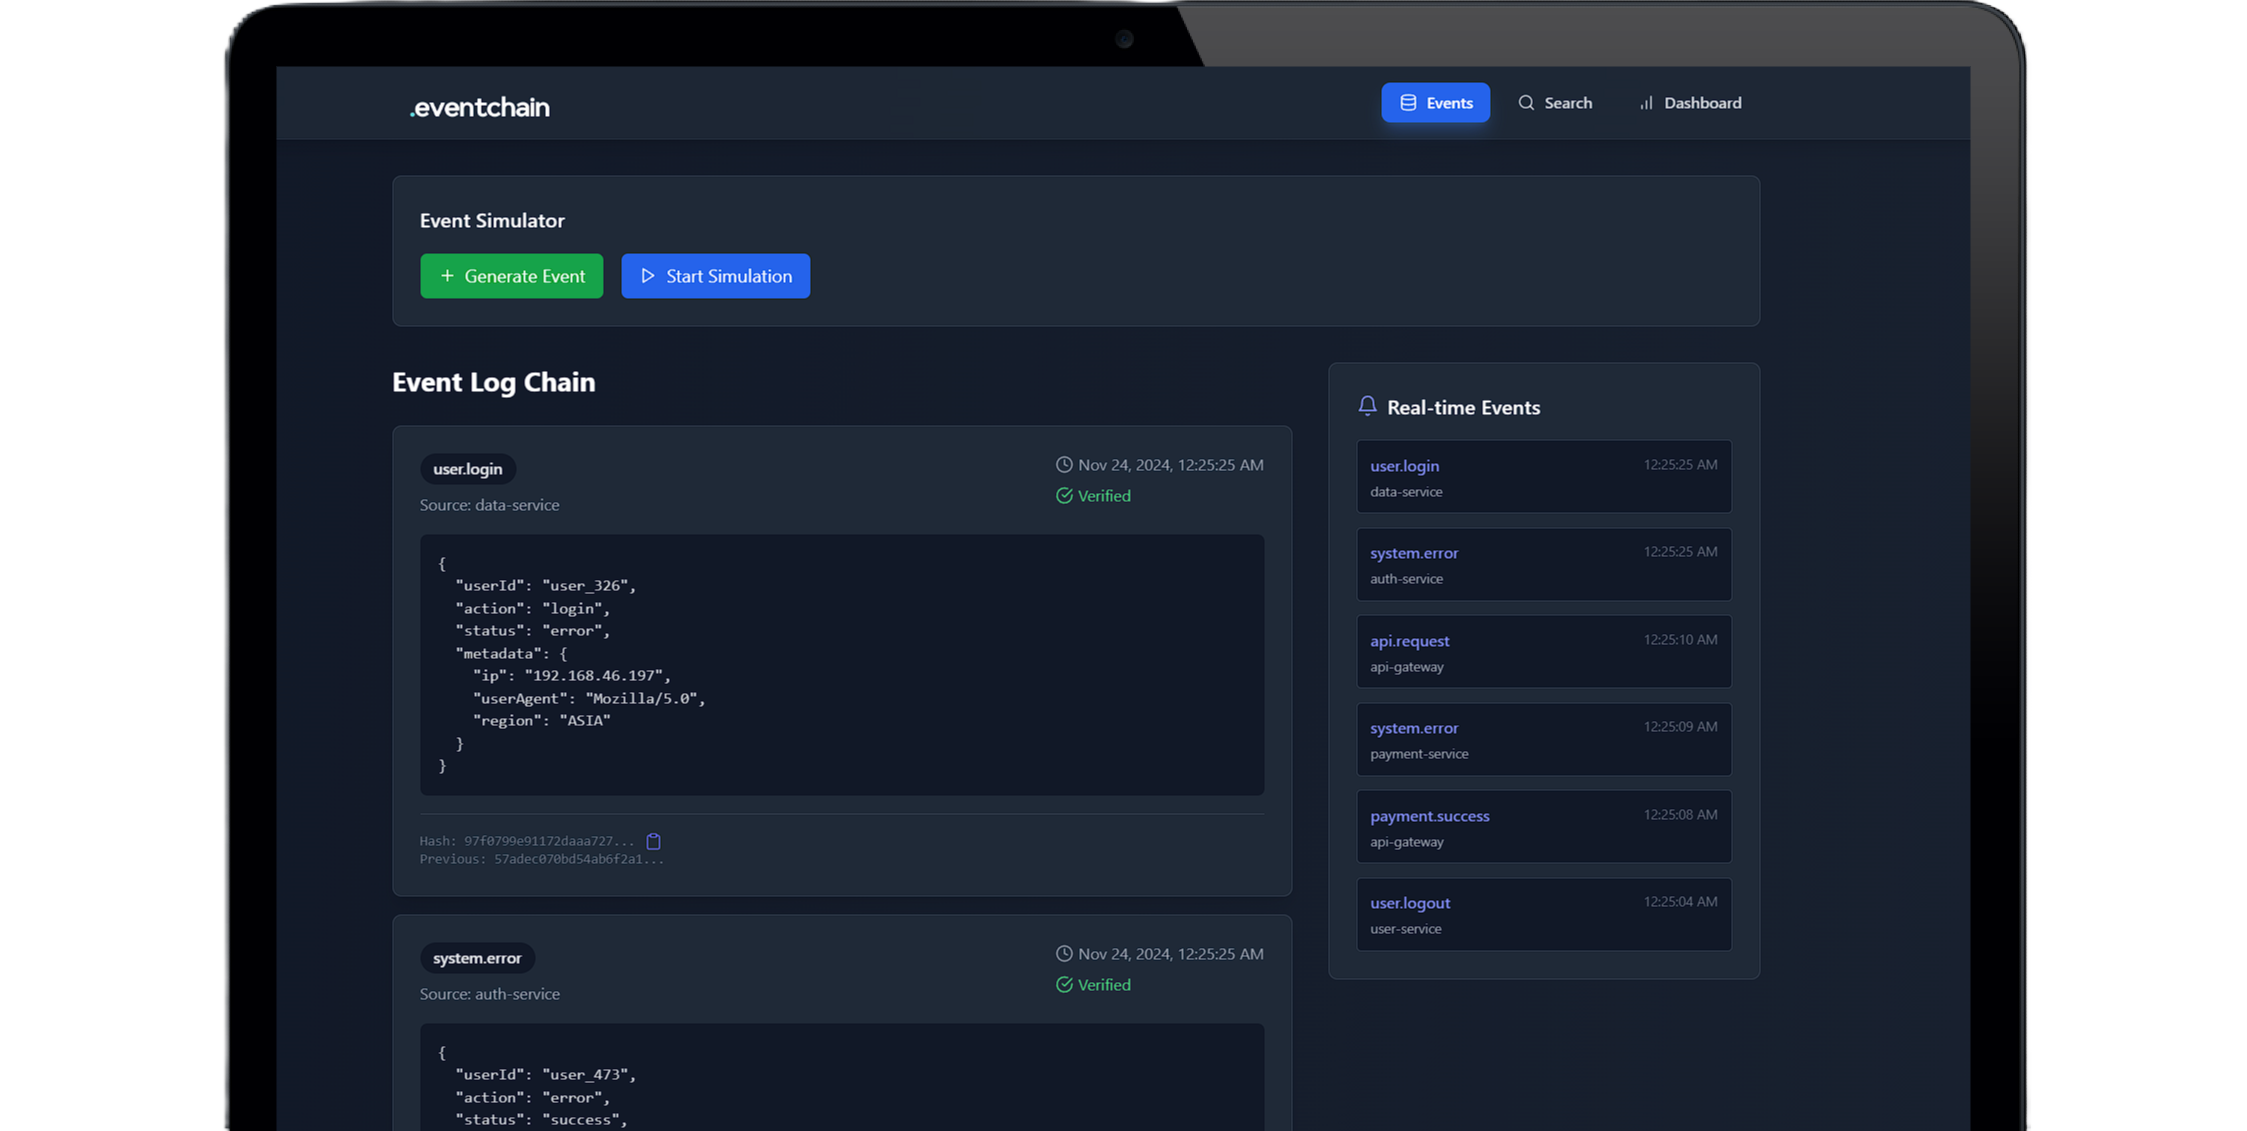 .eventchain
Events
Search
Dashboard
Event Simulator
+ Generate Event
Start Simulation
Event Log Chain
user.login
Nov 24, 2024, 12:25:25 AM
Verified
Source: data-service
{
"userId": "user_326",
"action": "login",
"status": "error",
"metadata": {
"ip": "192.168.46.197",
"userAgent": "Mozilla/5.0",
"region": "ASIA"
}
}
Hash: 97f0799e91172daaa727...
Previous: 57adec070bd54ab6f2a1...
system.error
Nov 24, 2024, 12:25:25 AM
Verified
Source: auth-service
{
"userId": "user_473",
"action": "error",
"status": "success",
Real-time Events
user.login
12:25:25 AM
data-service
system.error
12:25:25 AM
auth-service
api.request
12:25:10 AM
api-gateway
system.error
12:25:09 AM
payment-service
payment.success
12:25:08 AM
api-gateway
user.logout
12:25:04 AM
user-service